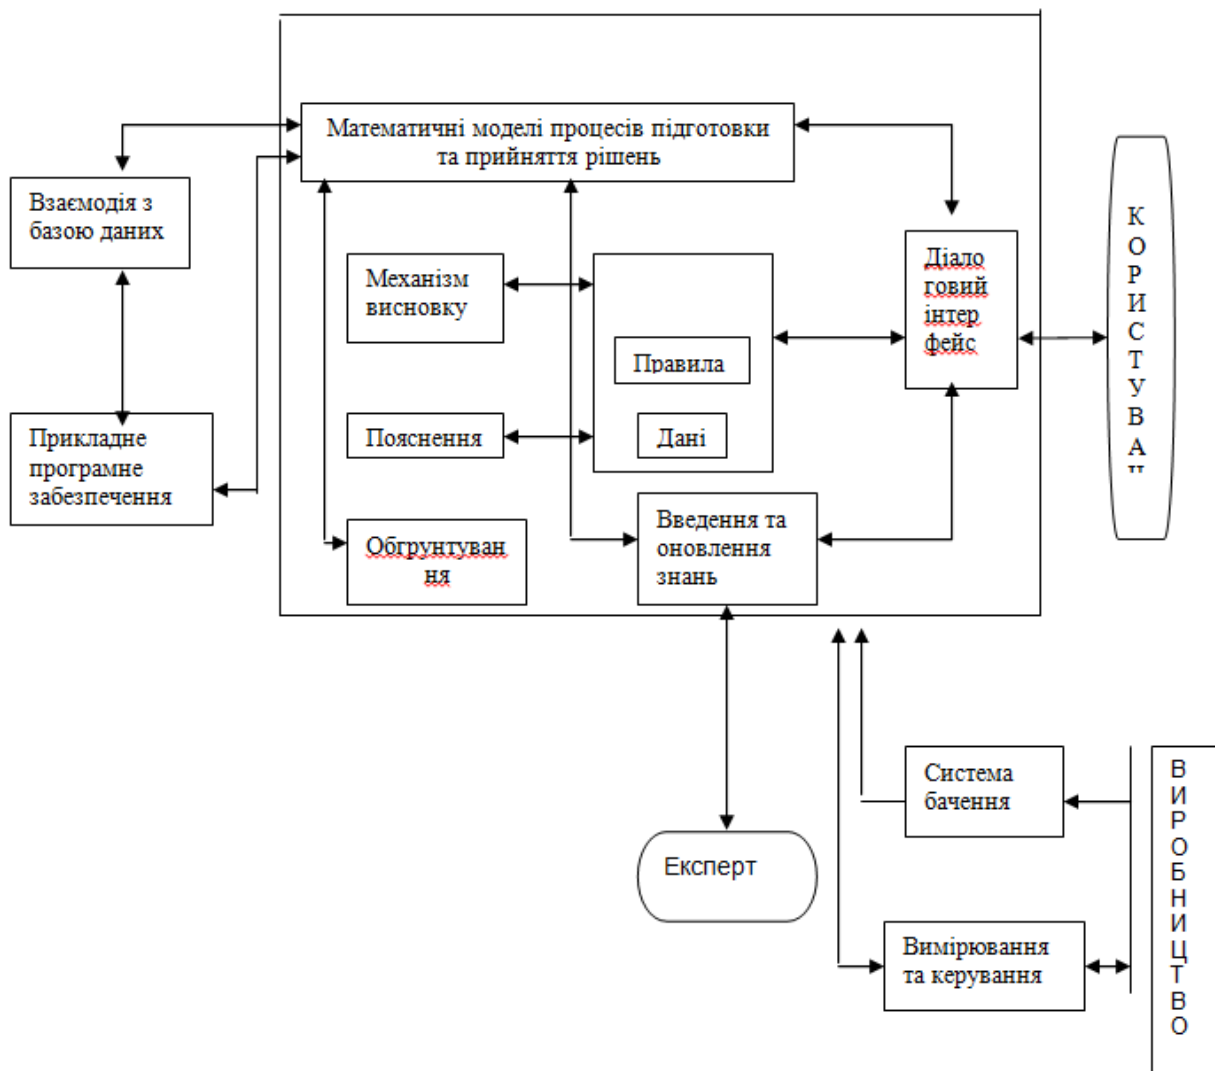 Математичні моделі процесів підготовки
та прийняття рішень
Взаємодія з
базою даних
Механізм
висновку
Правила
Діало
говий
інтер
фейс
К
О
Р
И
С
Т
У
В
А
Прикладне
програмне
забезпечення
Пояснення
Дані
Обгрунтуван
ня
Введення та
оновлення
знань
Експерт
Система
бачення
Вимірювання
та керування
В
И
Р
О
Б
Н
И
Ц
Т
В
О